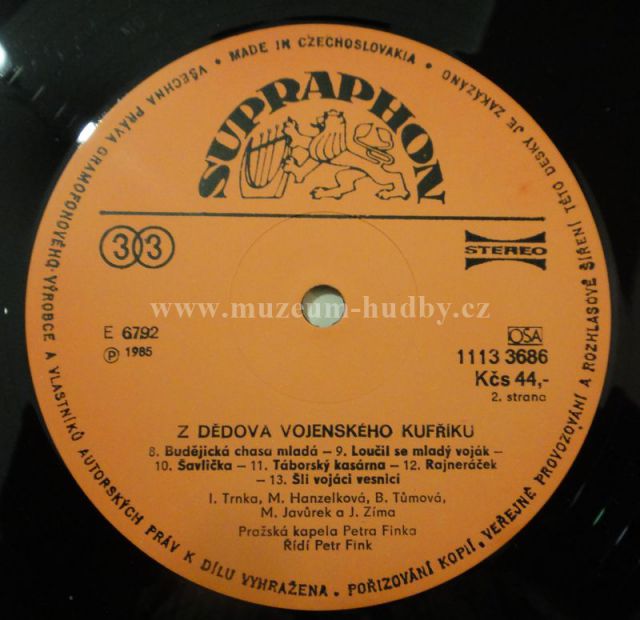 VŠECHNA PRÁVA GRAMOFONOVÉHO VÝROBCE A VLASTNÍKŮ AUTORSKÝCH PRÁV K DÍLU VYHRAŽENA. POŘIZOVÁNÍ KOPIÍ, VEŘEJNÉ PROVOZOVÁNÍ A ROZHLASOVÉ ŠÍŘENÍ TÉTO DESKY JE ZAKÁZÁNO • MADE IN CZECHOSLOVAKIA •
SUPRAPHON
33
STEREO
www.muzeum-hudby.cz
E 6792
Ⓟ 1985
OSA
1113 3686
Kčs 44,-
2. strana
Z DĚDOVA VOJENSKÉHO KUFŘÍKU
8. Budějická chasa mladá – 9. Loučil se mladý voják –
10. Šavlička – 11. Táborský kasárna – 12. Rajneráček
– 13. Šli vojáci vesnicí
I. Trnka, M. Hanzelková, B. Tůmová,
M. Javůrek a J. Zíma
Pražská kapela Petra Finka
Řídí Petr Fink